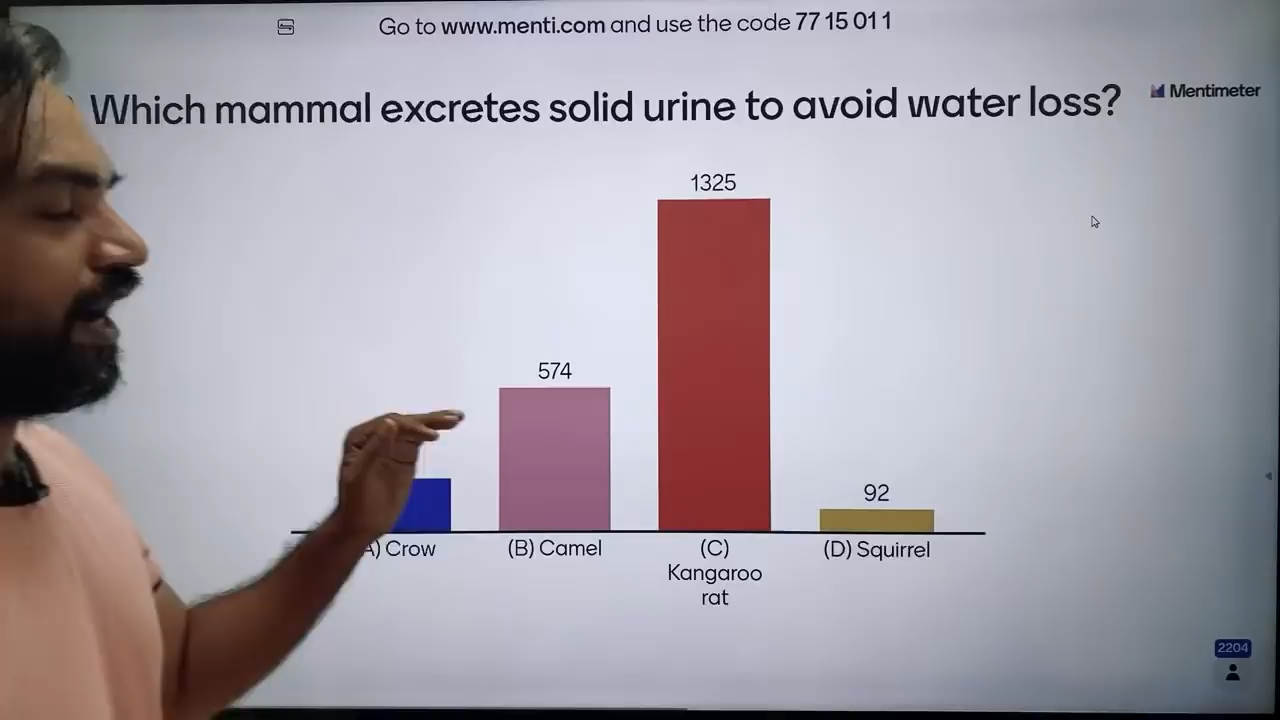 Go to www.menti.com and use the code 77 15 01 1
Mentimeter
Which mammal excretes solid urine to avoid water loss?
1325
574
92
A) Crow
(B) Camel
(C)
Kangaroo
rat
(D) Squirrel
2204